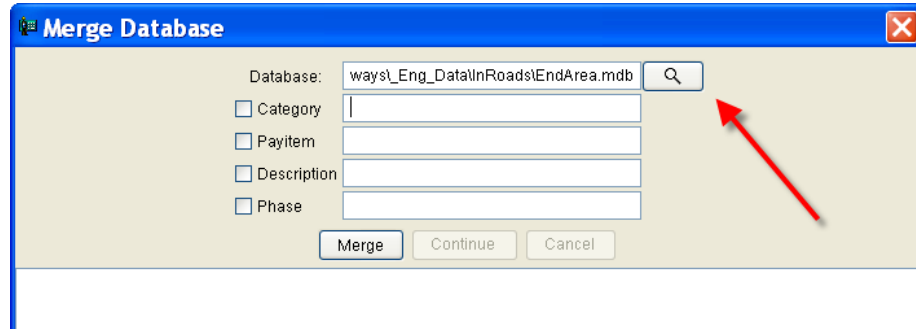 Merge Database
Database: ways\_Eng_Data\InRoads\EndArea.mdb
Category
Payitem
Description
Phase
Merge Continue Cancel